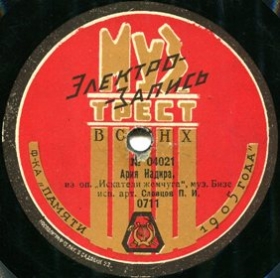 МУЗ
ЭЛЕКТРО-
ЗАПИСЬ
ТРЕСТ
ВСНХ
№ 04021
Ария Надира,
из оп. „Искатели жемчуга", муз. Бизе
исп. арт. Словцов П. И.
0711
Ф-КА "ПАМЯТИ
1905 ГОДА"